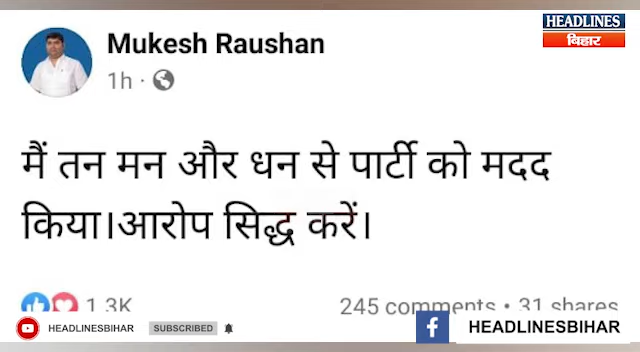 HEADLINES
बिहार
Mukesh Raushan
1h ·
मैं तन मन और धन से पार्टी को मदद
किया।आरोप सिद्ध करें।
1.3K
245 comments • 31 shares
HEADLINESBIHAR SUBSCRIBED
f HEADLINESBIHAR